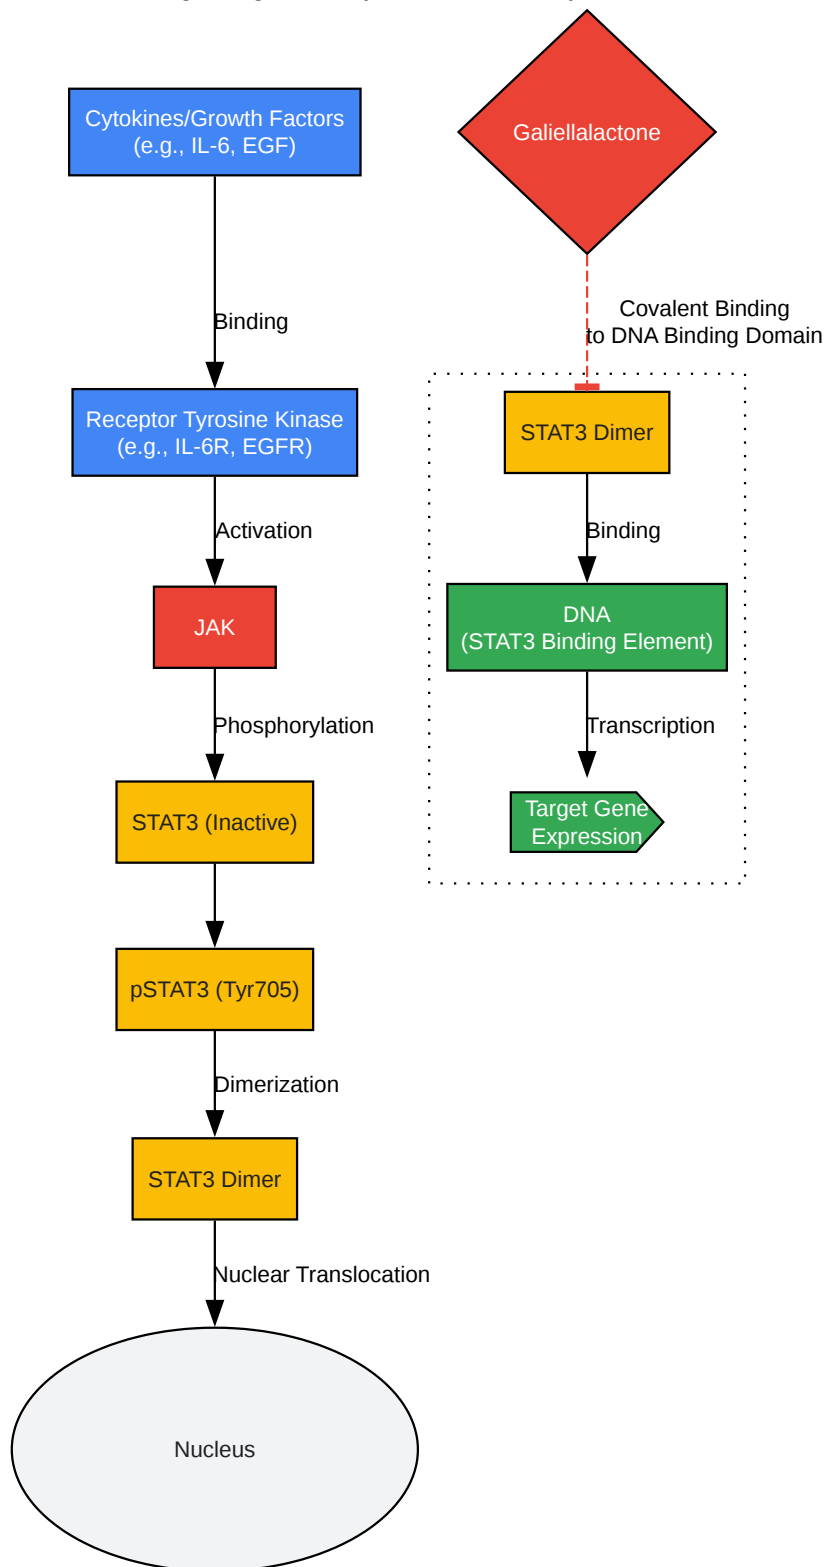 Cytokines/Growth Factors
(e.g., IL-6, EGF)
Binding
Receptor Tyrosine Kinase
(e.g., IL-6R, EGFR)
Activation
JAK
Phosphorylation
STAT3 (Inactive)
pSTAT3 (Tyr705)
Dimerization
STAT3 Dimer
Nuclear Translocation
Nucleus
Galiellalactone
Covalent Binding
to DNA Binding Domain
STAT3 Dimer
Binding
DNA
(STAT3 Binding Element)
Transcription
Target Gene
Expression